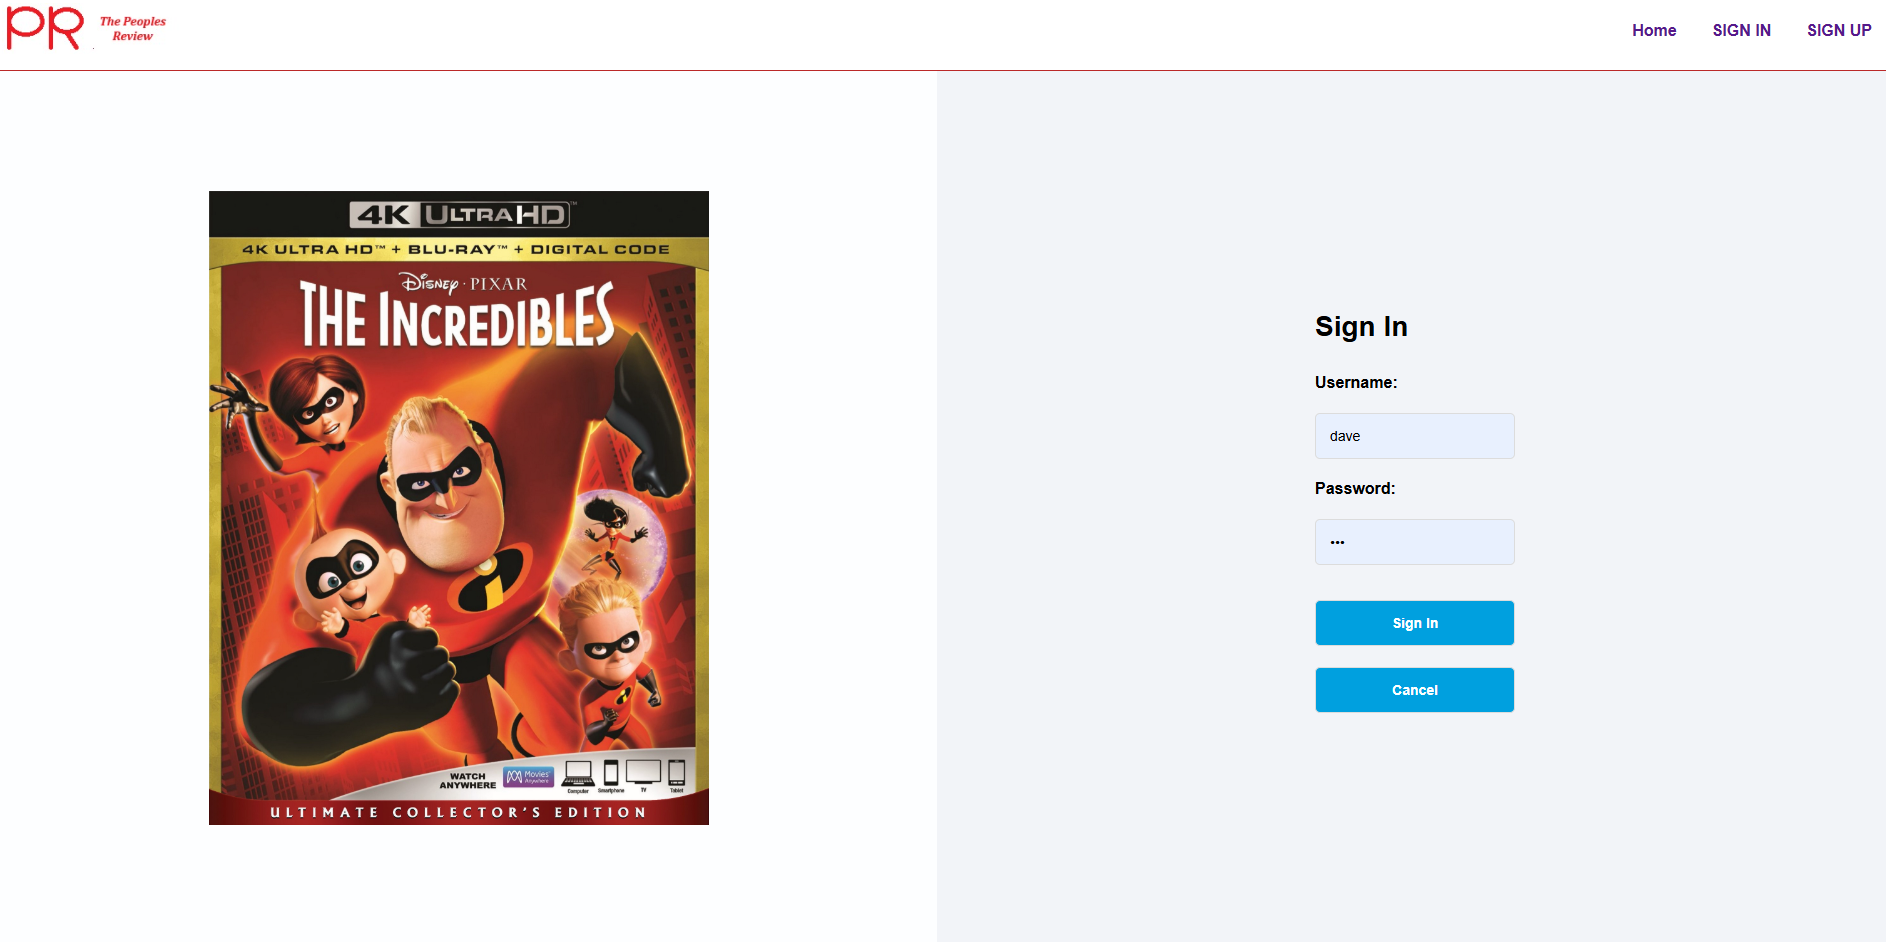 PR
The Peoples
Review
Home
SIGN IN
SIGN UP
4K ULTRAHD™
4K ULTRA HD™ + BLU-RAY™ + DIGITAL CODE
Disney · PIXAR
THE INCREDIBLES
WATCH
ANYWHERE
Movies
Anywhere
Computer
Smartphone
TV
Tablet
ULTIMATE COLLECTOR'S EDITION
Sign In
Username:
dave
Password:
•••
Sign In
Cancel